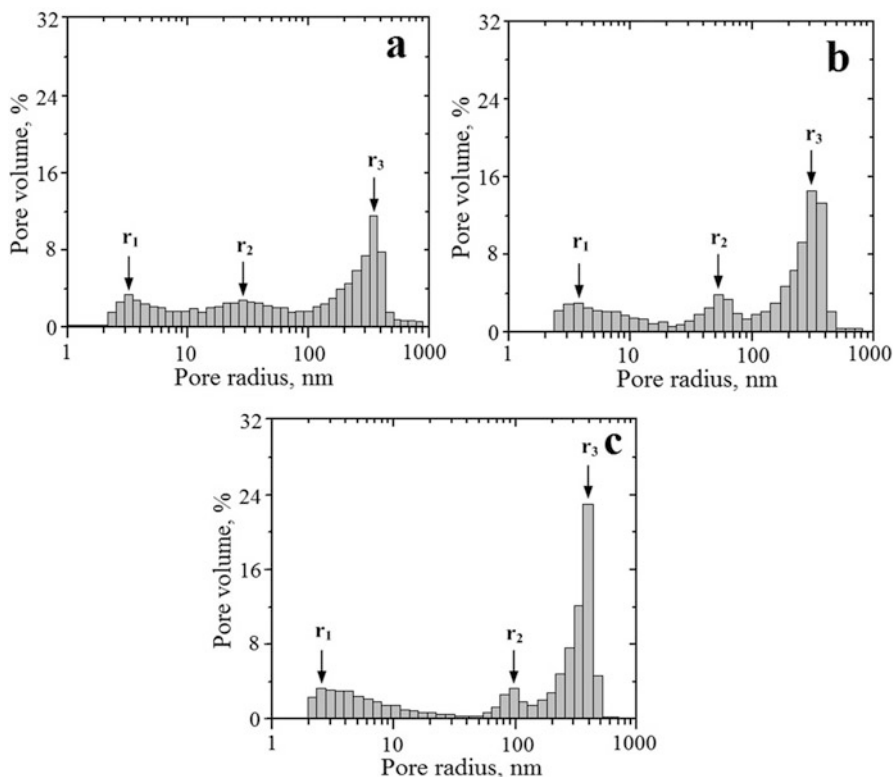 a
Pore volume, %
32
24
16
8
0
r₁
r₂
r₃
1
10
100
1000
Pore radius, nm
b
Pore volume, %
32
24
16
8
0
r₁
r₂
r₃
1
10
100
1000
Pore radius, nm
c
Pore volume, %
32
24
16
8
0
r₁
r₂
r₃
1
10
100
1000
Pore radius, nm